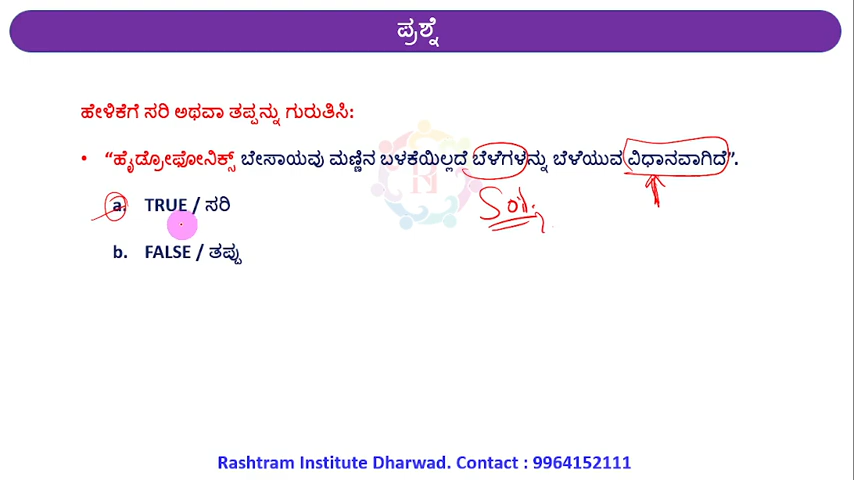 ಪ್ರಶ್ನೆ
ಹೇಳಿಕೆಗೆ ಸರಿ ಅಥವಾ ತಪ್ಪನ್ನು ಗುರುತಿಸಿ:
• “ಹೈಡ್ರೋಫೋನಿಕ್ಸ್ ಬೇಸಾಯವು ಮಣ್ಣಿನ ಬಳಕೆಯಿಲ್ಲದೆ ಬೆಳೆಗಳನ್ನು ಬೆಳೆಯುವ ವಿಧಾನವಾಗಿದೆ”.
a. TRUE / ಸರಿ
b. FALSE / ತಪ್ಪು
Rashtram Institute Dharwad. Contact : 9964152111